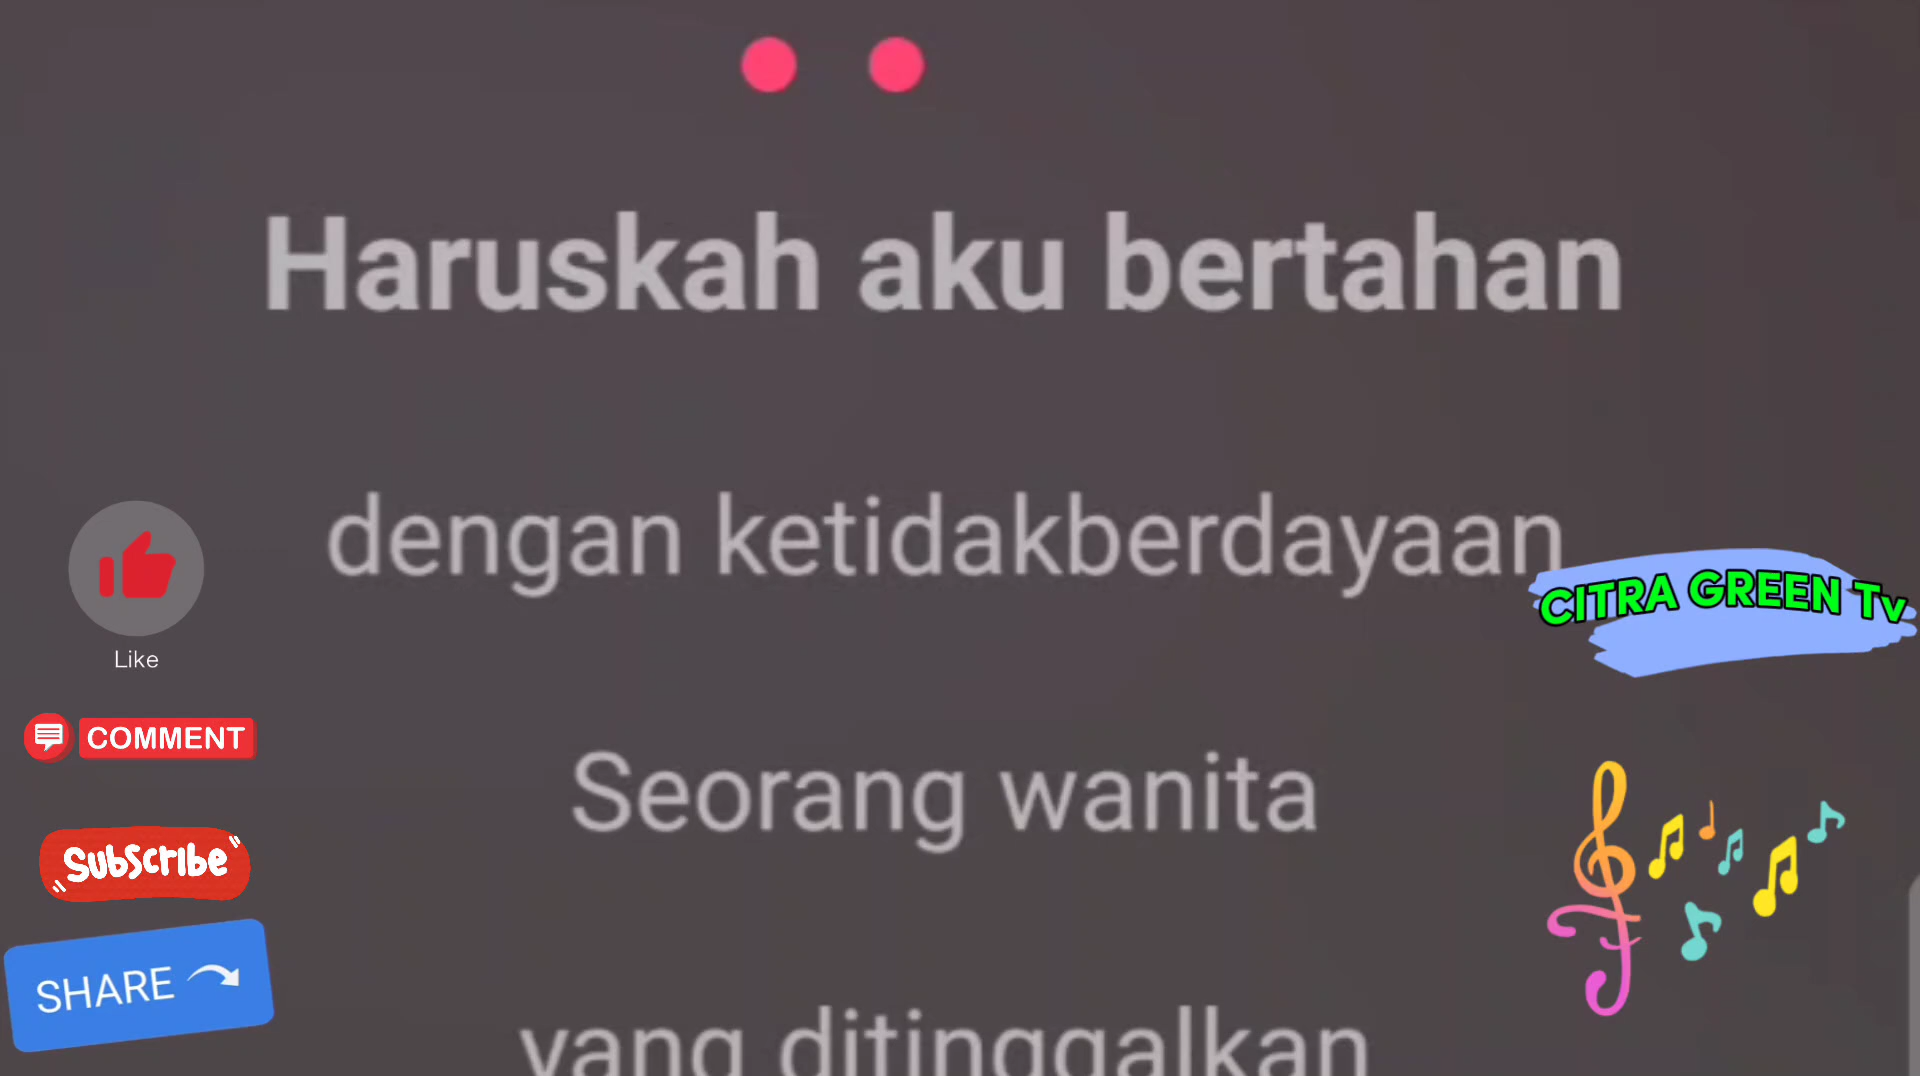 Haruskah aku bertahan
dengan ketidakberdayaan
Seorang wanita
yang ditinggalkan
Like
COMMENT
Subscribe
SHARE
CITRA GREEN Tv